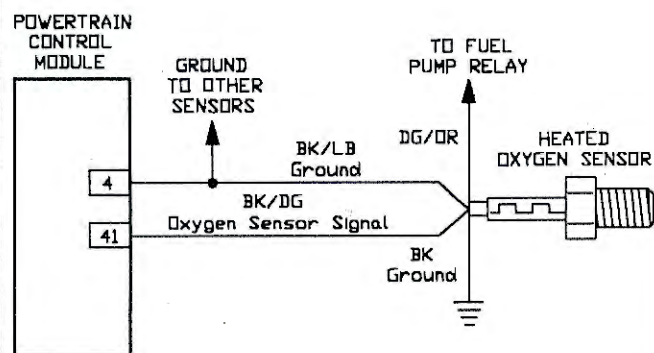 POWERTRAIN
CONTROL
MODULE
GROUND
TO OTHER
SENSORS
TO FUEL
PUMP RELAY
HEATED
OXYGEN SENSOR
DG/OR
BK/LB
Ground
4
BK/DG
Oxygen Sensor Signal
41
BK
Ground